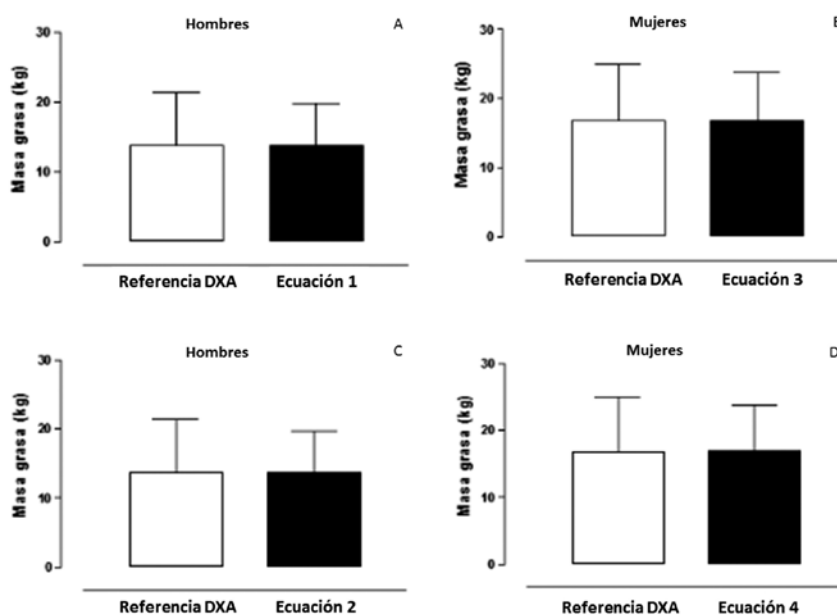 Hombres A
Masa grasa (kg)
30
20
10
0
Referencia DXA Ecuación 1
Mujeres B
Masa grasa (kg)
30
20
10
0
Referencia DXA Ecuación 3
Hombres C
Masa grasa (kg)
30
20
10
0
Referencia DXA Ecuación 2
Mujeres D
Masa grasa (kg)
30
20
10
0
Referencia DXA Ecuación 4